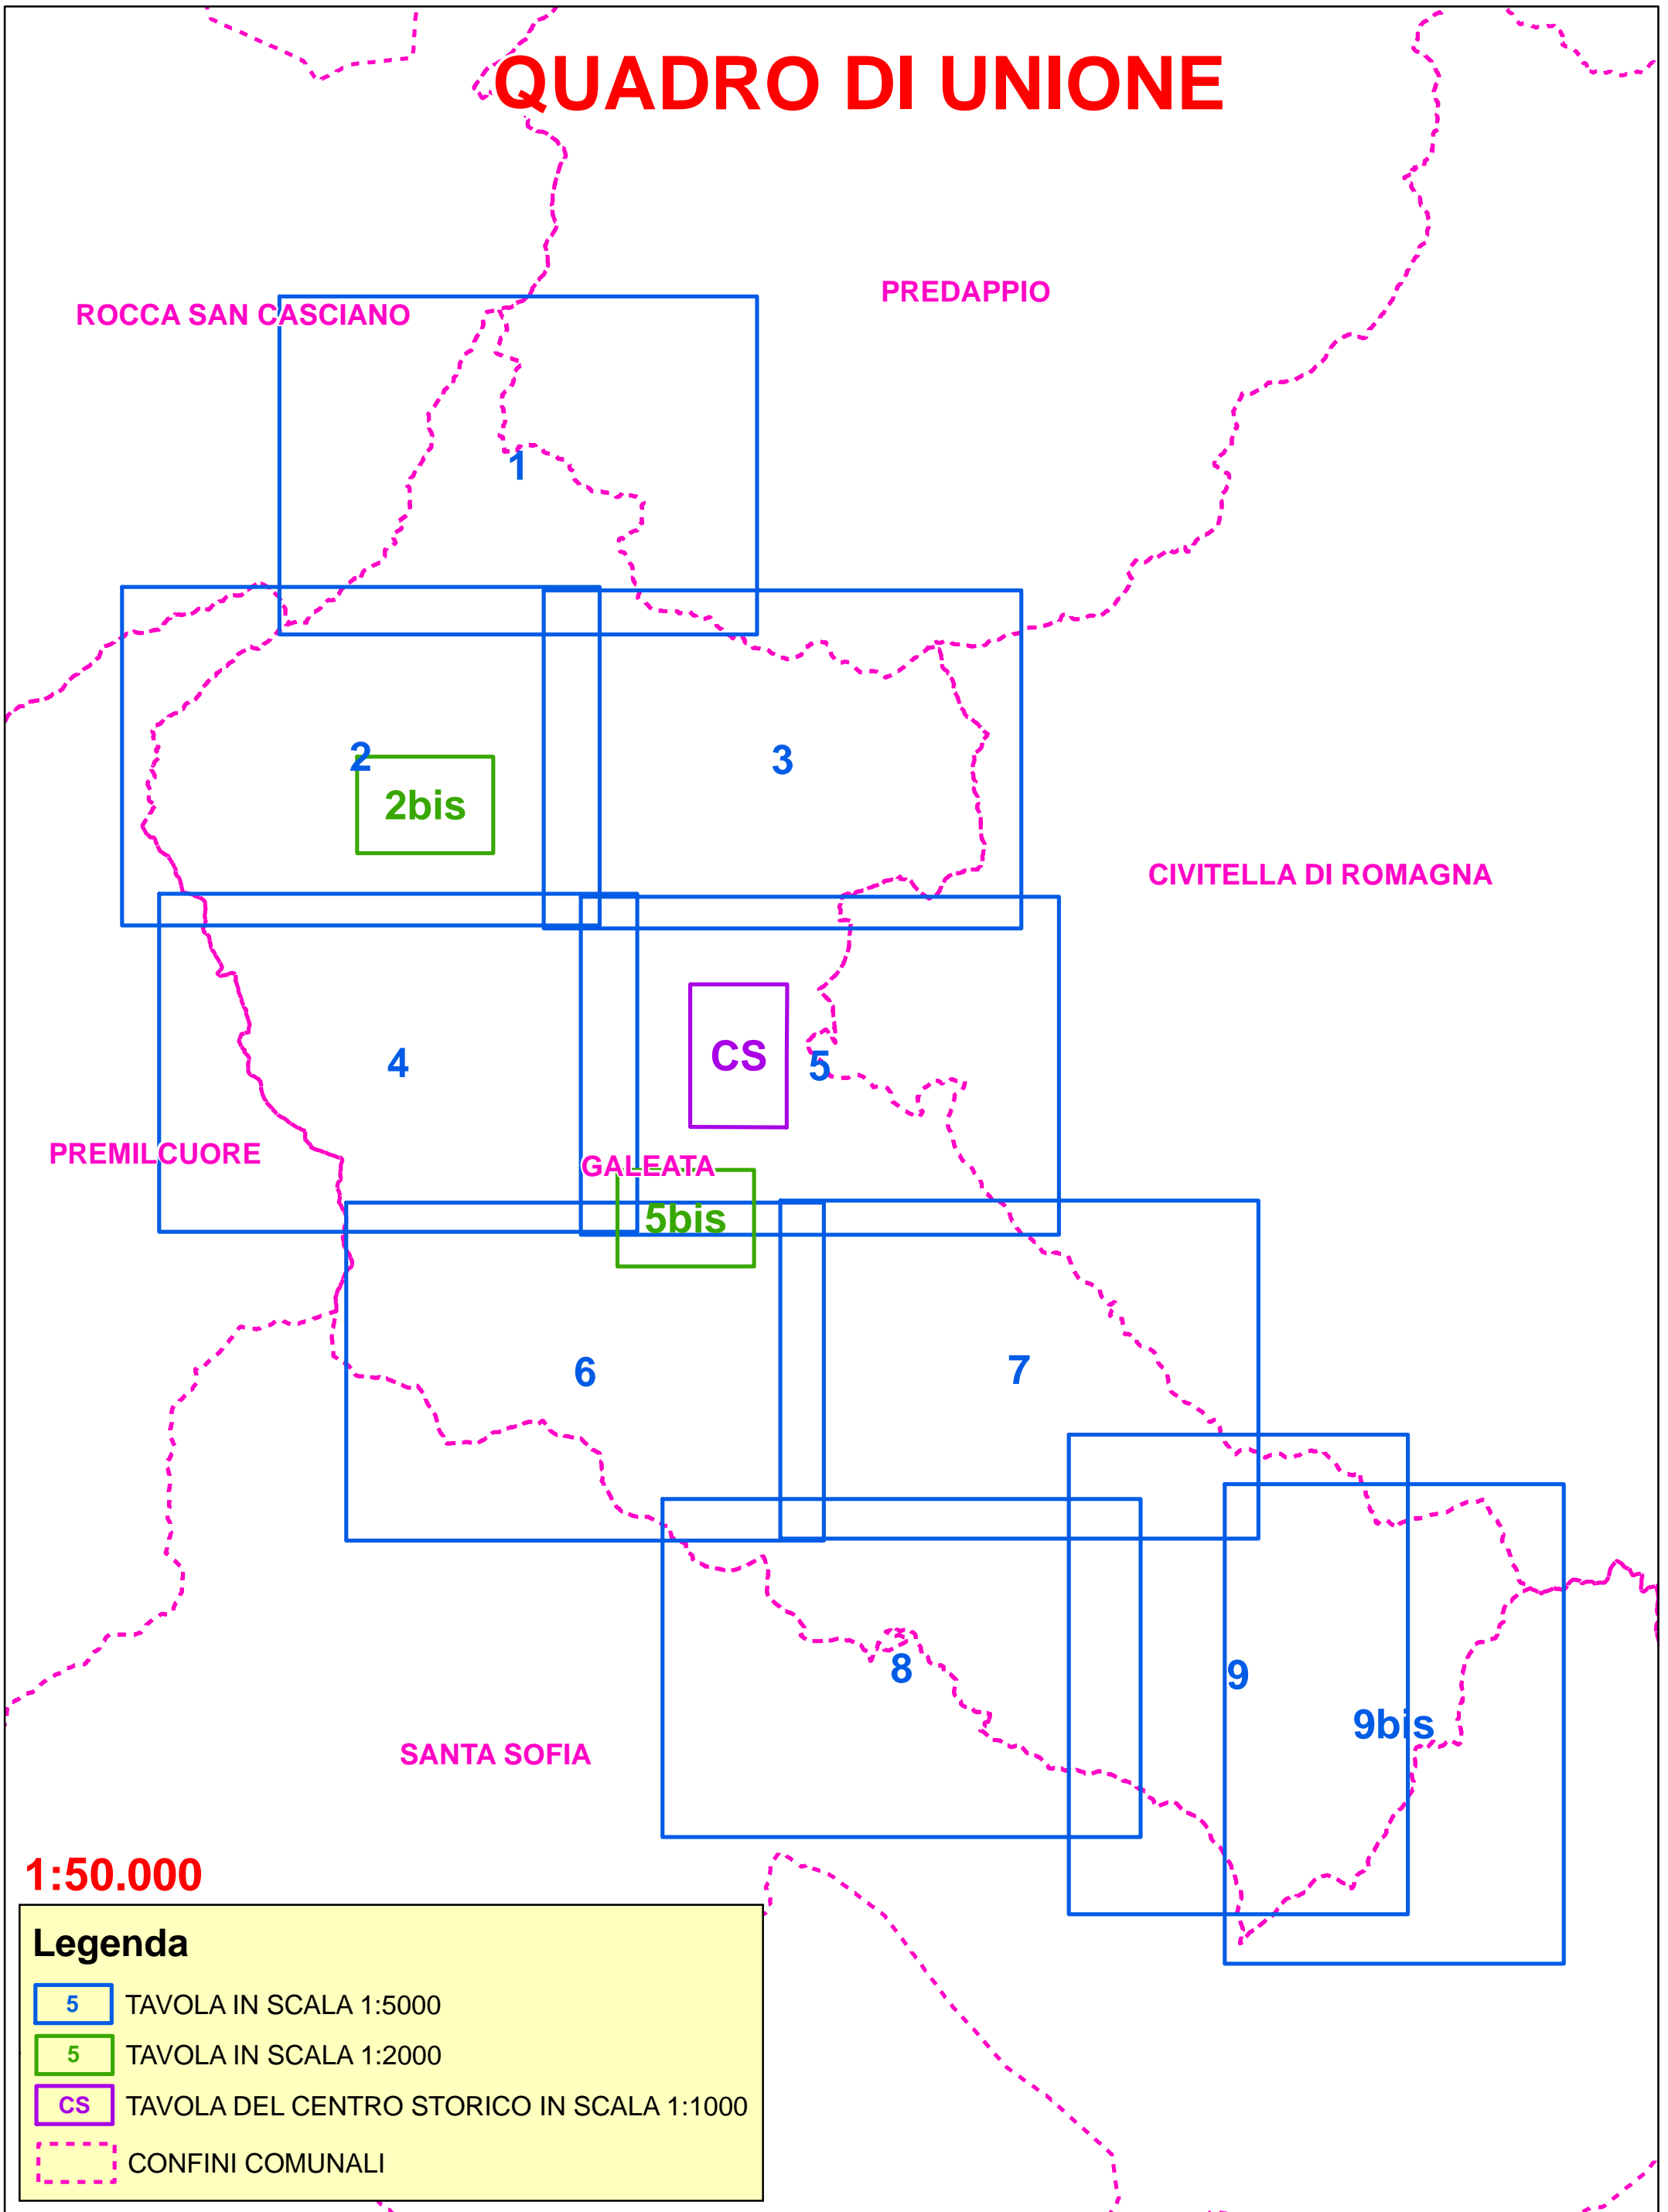 QUADRO DI UNIONE
PREDAPPIO
ROCCA SAN CASCIANO
1
2
3
2bis
CIVITELLA DI ROMAGNA
CS
4
5
PREMILCUORE
GALEATA
5bis
6
7
8
9
9bis
SANTA SOFIA
1:50.000
Legenda
5 TAVOLA IN SCALA 1:5000
5 TAVOLA IN SCALA 1:2000
CS TAVOLA DEL CENTRO STORICO IN SCALA 1:1000
CONFINI COMUNALI